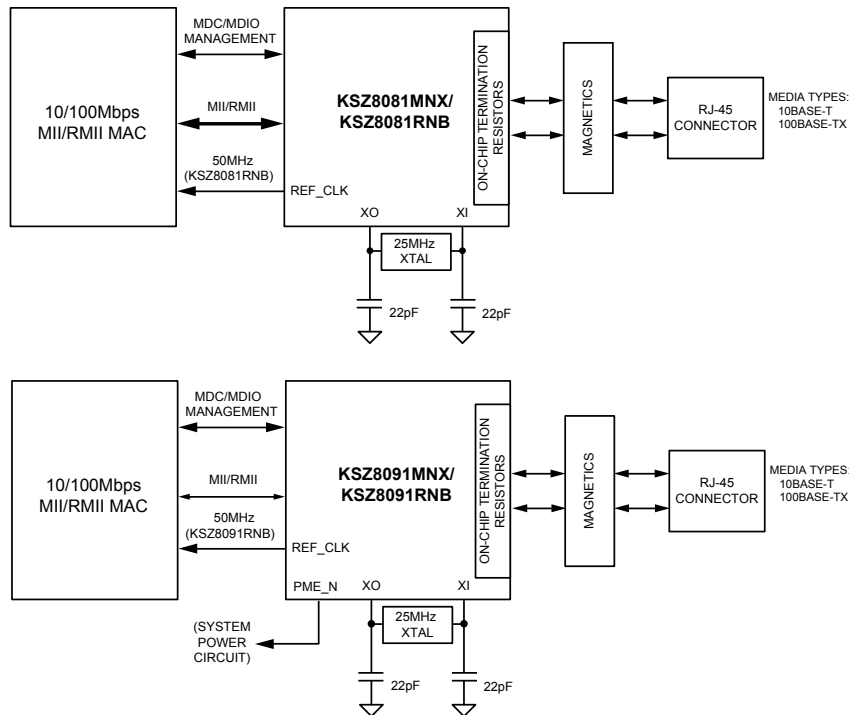 MDC/MDIO
MANAGEMENT
10/100Mbps
MII/RMII MAC
MII/RMII
50MHz
(KSZ8081RNB)
KSZ8081MNX/
KSZ8081RNB
REF_CLK
XO
XI
ON-CHIP TERMINATION
RESISTORS
MAGNETICS
RJ-45
CONNECTOR
MEDIA TYPES:
10BASE-T
100BASE-TX
25MHz
XTAL
22pF
22pF
MDC/MDIO
MANAGEMENT
10/100Mbps
MII/RMII MAC
MII/RMII
50MHz
(KSZ8091RNB)
KSZ8091MNX/
KSZ8091RNB
REF_CLK
PME_N
XO
XI
ON-CHIP TERMINATION
RESISTORS
MAGNETICS
RJ-45
CONNECTOR
MEDIA TYPES:
10BASE-T
100BASE-TX
25MHz
XTAL
(SYSTEM
POWER
CIRCUIT)
22pF
22pF